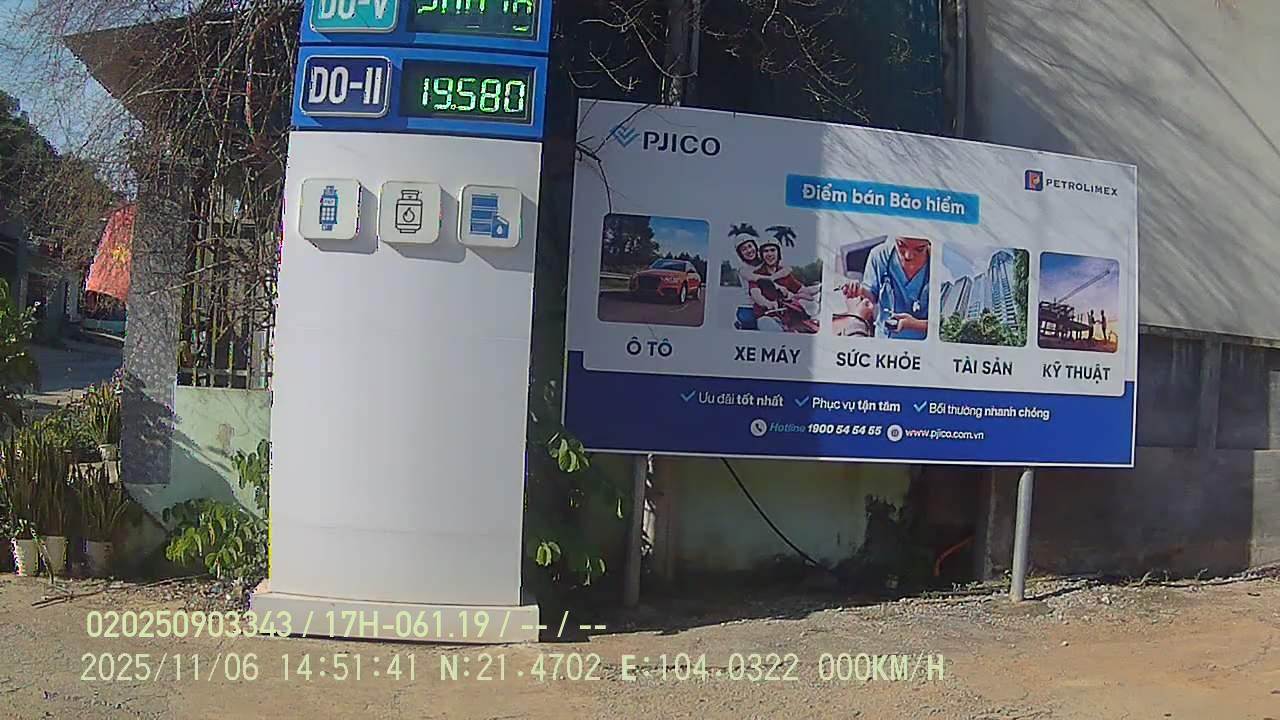 DO-V
DO-II
19.580
PJICO
PETROLIMEX
Điểm bán Bảo hiểm
Ô TÔ
XE MÁY
SỨC KHỎE
TÀI SẢN
KỸ THUẬT
Ưu đãi tốt nhất
Phục vụ tận tâm
Bồi thường nhanh chóng
Hotline 1900 54 54 55
www.pjico.com.vn
020250903343 / 17H-061.19 / -- / --
2025/11/06 14:51:41 N:21.4702 E:104.0322 000KM/H